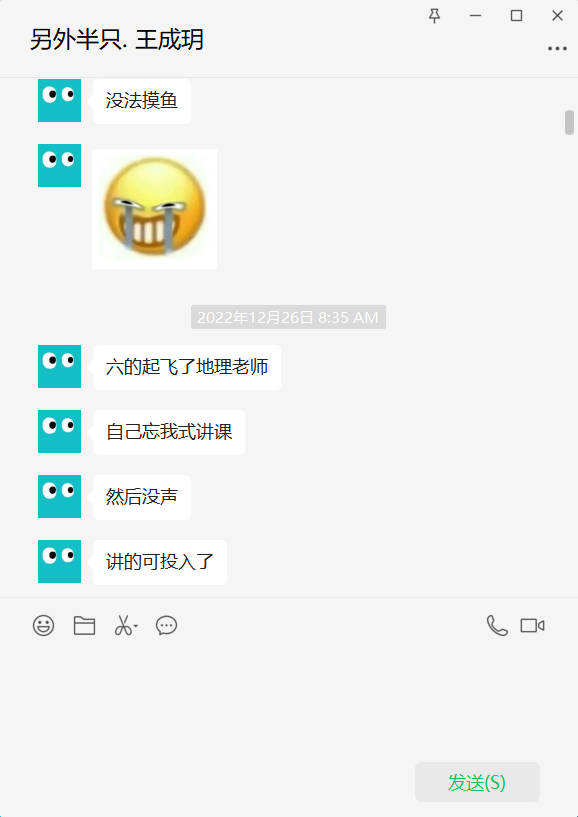 另外半只. 王成玥
没法摸鱼
2022年12月26日 8:35 AM
六的起飞了地理老师
自己忘我式讲课
然后没声
讲的可投入了
发送(S)